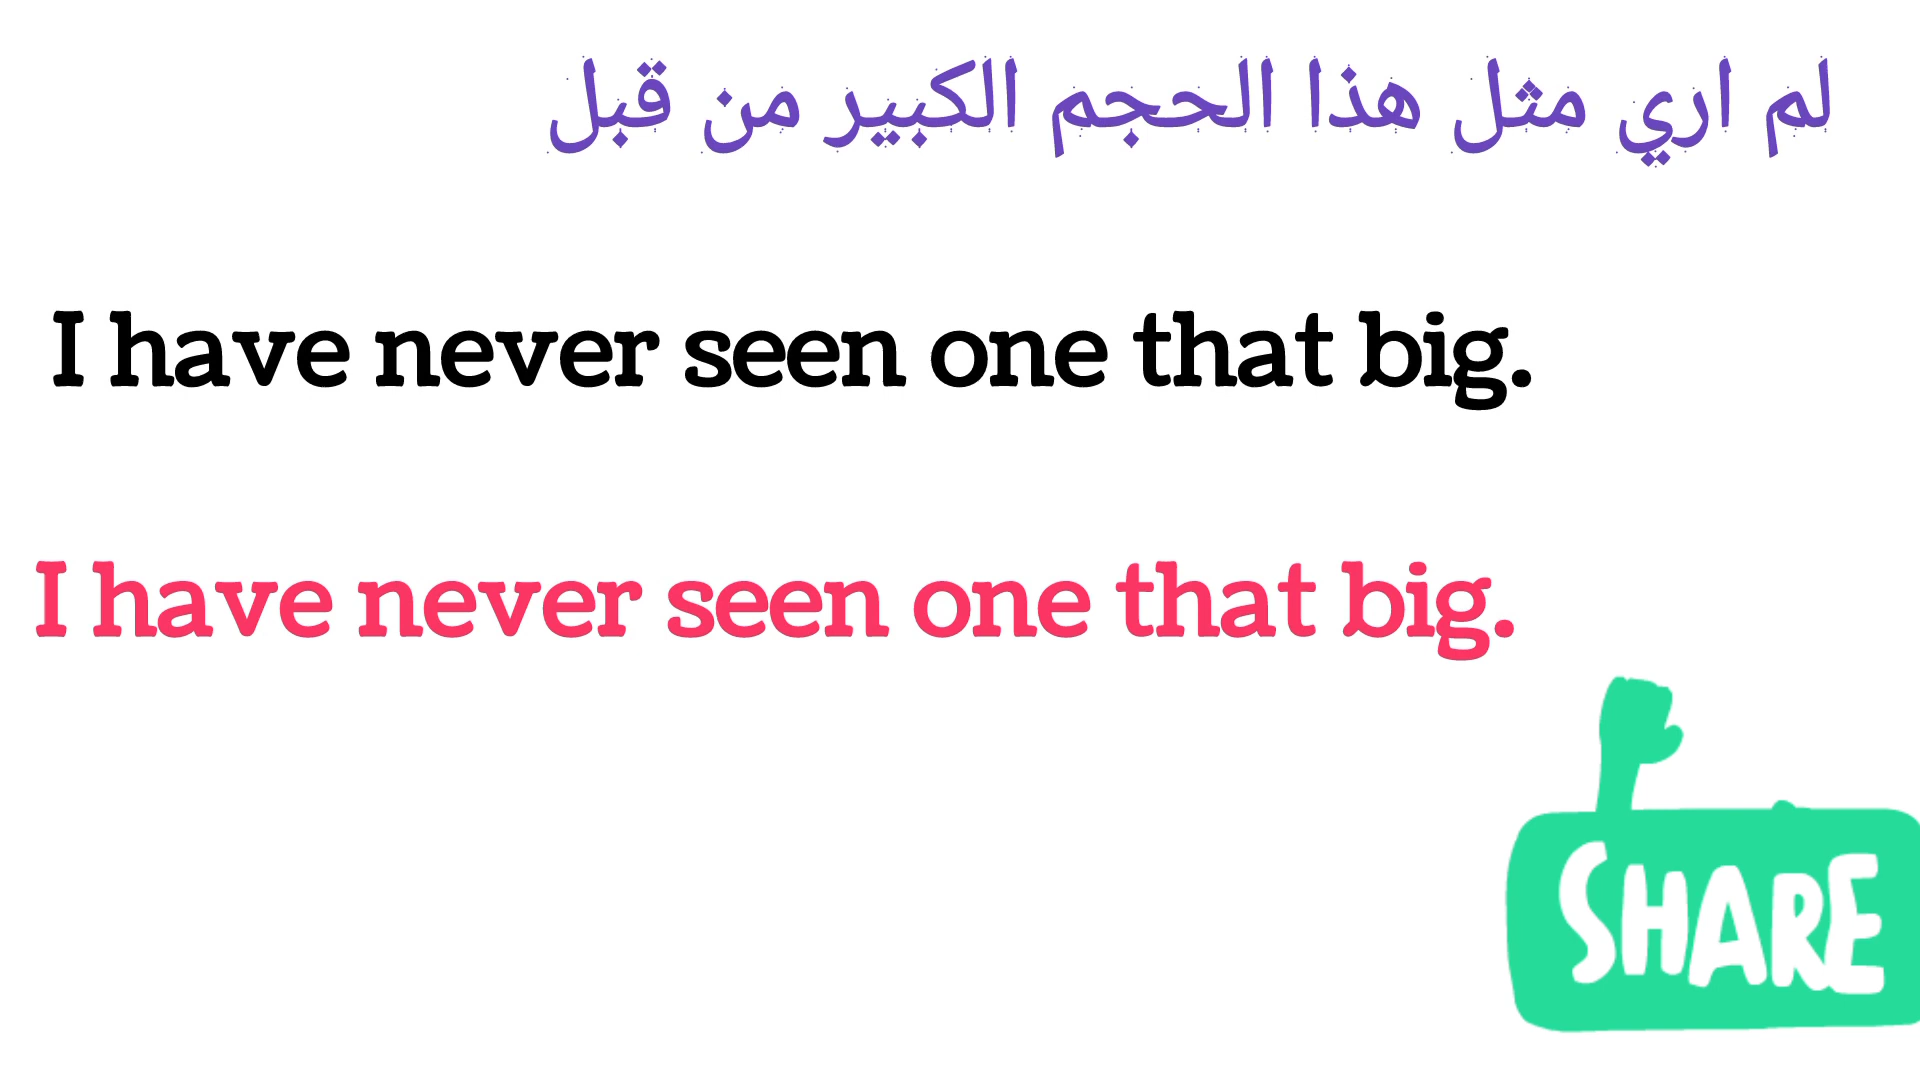 لم اري مثل هذا الحجم الكبير من قبل
I have never seen one that big.
I have never seen one that big.
SHARE